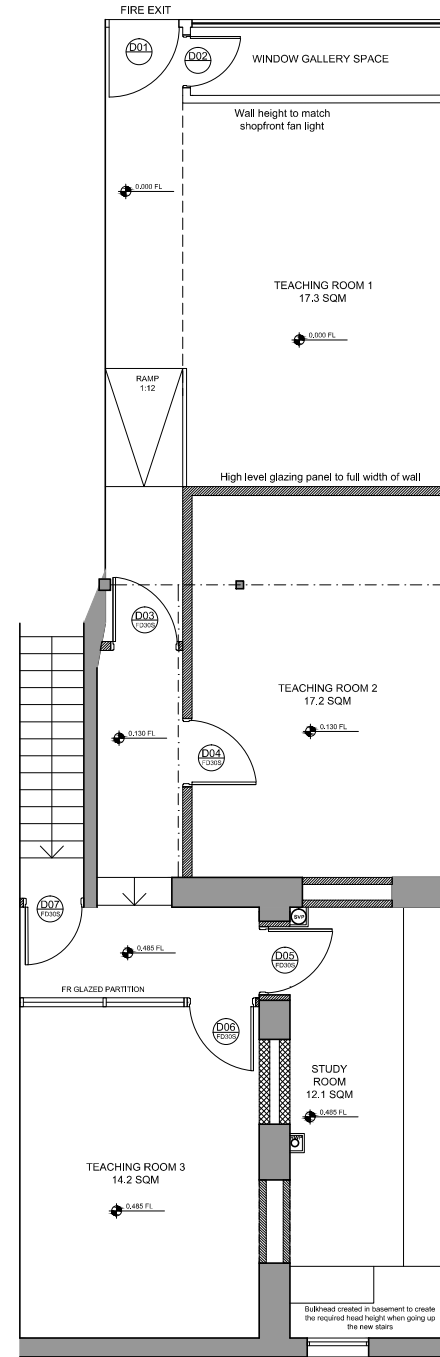 FIRE EXIT
D01
D02
WINDOW GALLERY SPACE
Wall height to match
shopfront fan light
0.000 FL
TEACHING ROOM 1
17.3 SQM
0.000 FL
RAMP
1:12
High level glazing panel to full width of wall
D03
FD30S
TEACHING ROOM 2
17.2 SQM
0.130 FL
0.130 FL
D04
FD30S
D07
FD30S
SVP
0.485 FL
D05
FD30S
FR GLAZED PARTITION
D06
FD30S
STUDY
ROOM
12.1 SQM
0.485 FL
TEACHING ROOM 3
14.2 SQM
0.485 FL
Bulkhead created in basement to create
the required head height when going up
the new stairs